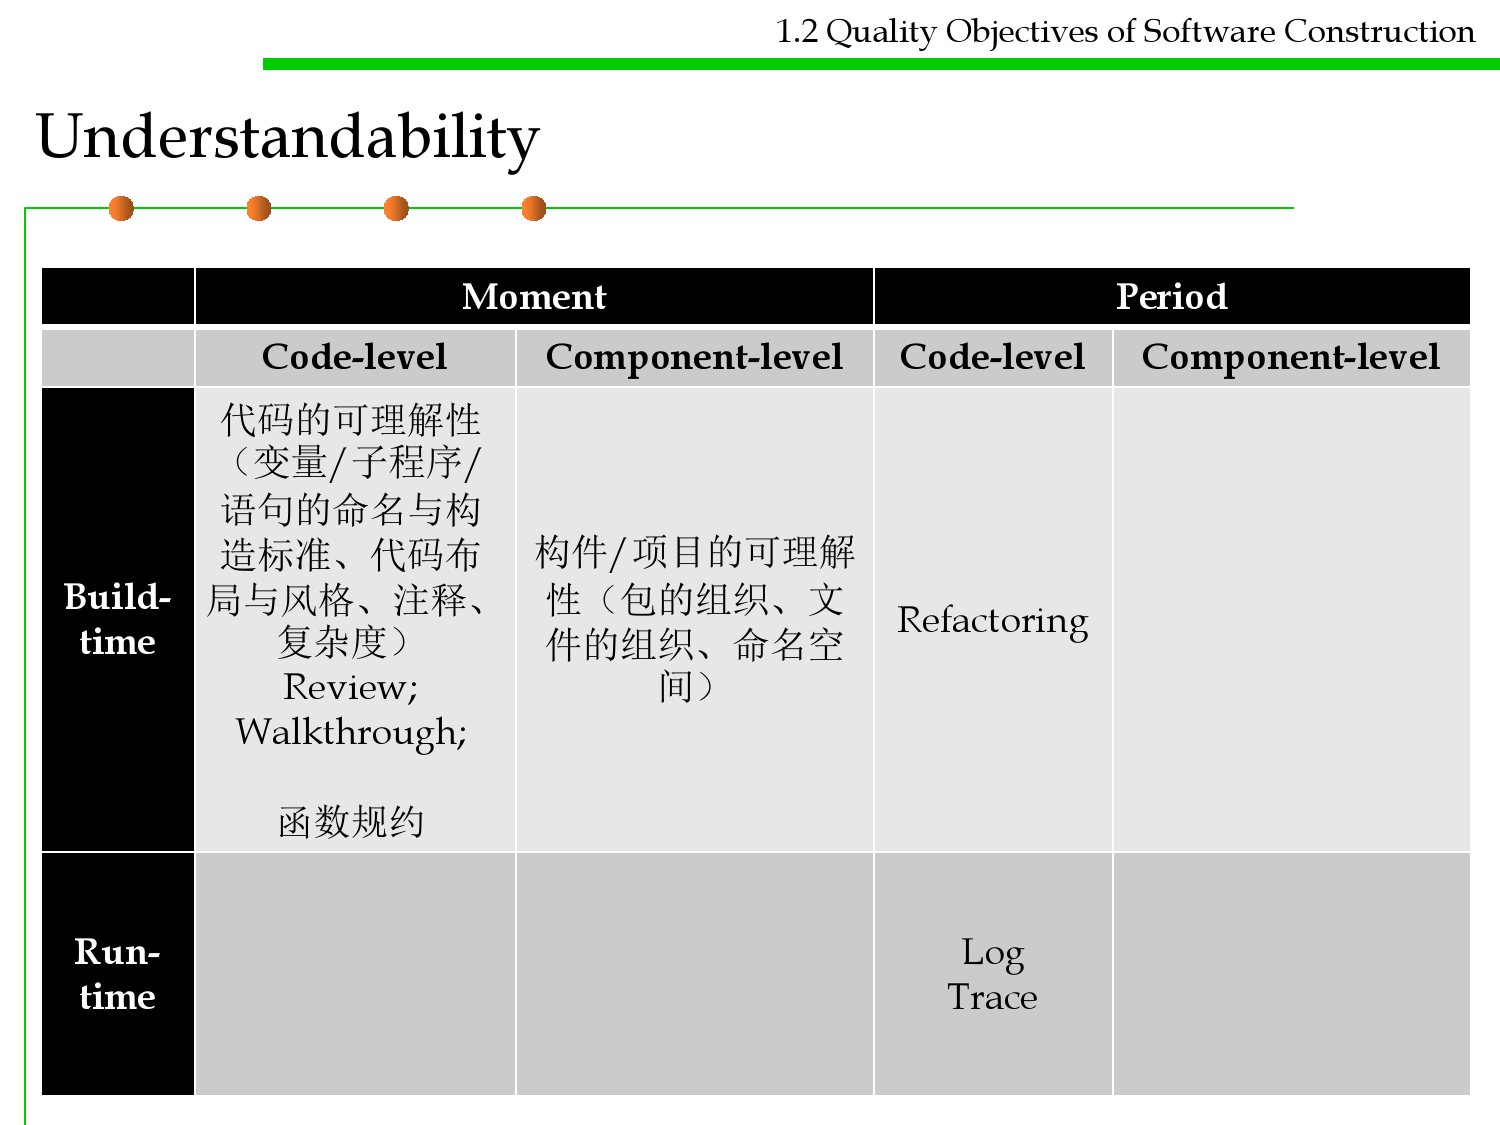 1.2 Quality Objectives of Software Construction
Understandability
Moment
Period
Code-level
Component-level
Code-level
Component-level
Build-
time
代码的可理解性
（变量/子程序/
语句的命名与构
造标准、代码布
局与风格、注释、
复杂度）
Review;
Walkthrough;
函数规约
构件/项目的可理解
性（包的组织、文
件的组织、命名空
间）
Refactoring
Run-
time
Log
Trace